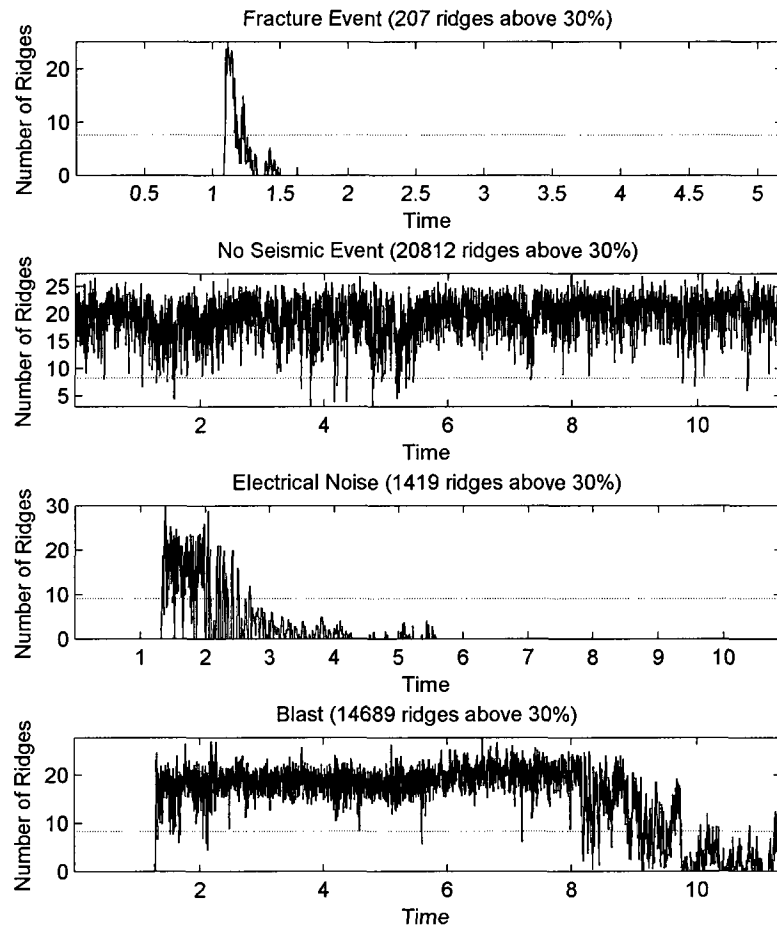 Fracture Event (207 ridges above 30%)
Number of Ridges
20
10
0
0.5 1 1.5 2 2.5 3 3.5 4 4.5 5
Time
No Seismic Event (20812 ridges above 30%)
Number of Ridges
25
20
15
10
5
2 4 6 8 10
Time
Electrical Noise (1419 ridges above 30%)
Number of Ridges
30
20
10
0
1 2 3 4 5 6 7 8 9 10
Time
Blast (14689 ridges above 30%)
Number of Ridges
20
10
0
2 4 6 8 10
Time